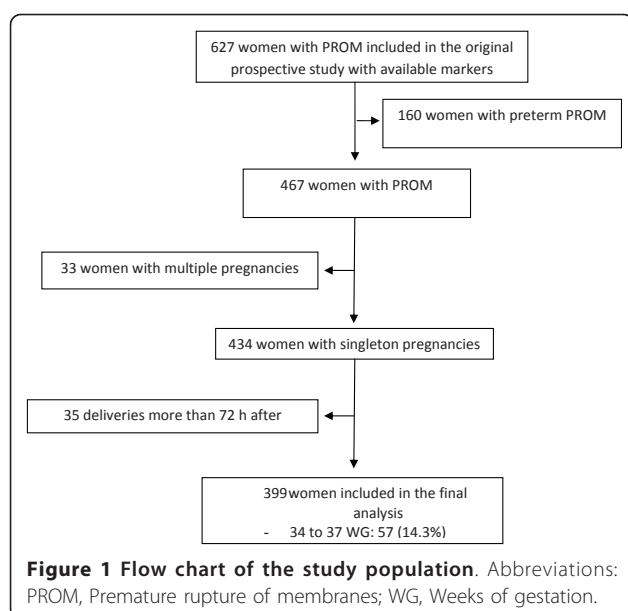 627 women with PROM included in the original
prospective study with available markers
160 women with preterm PROM
467 women with PROM
33 women with multiple pregnancies
434 women with singleton pregnancies
35 deliveries more than 72 h after
399women included in the final
analysis
- 34 to 37 WG: 57 (14.3%)
Figure 1 Flow chart of the study population. Abbreviations:
PROM, Premature rupture of membranes; WG, Weeks of gestation.